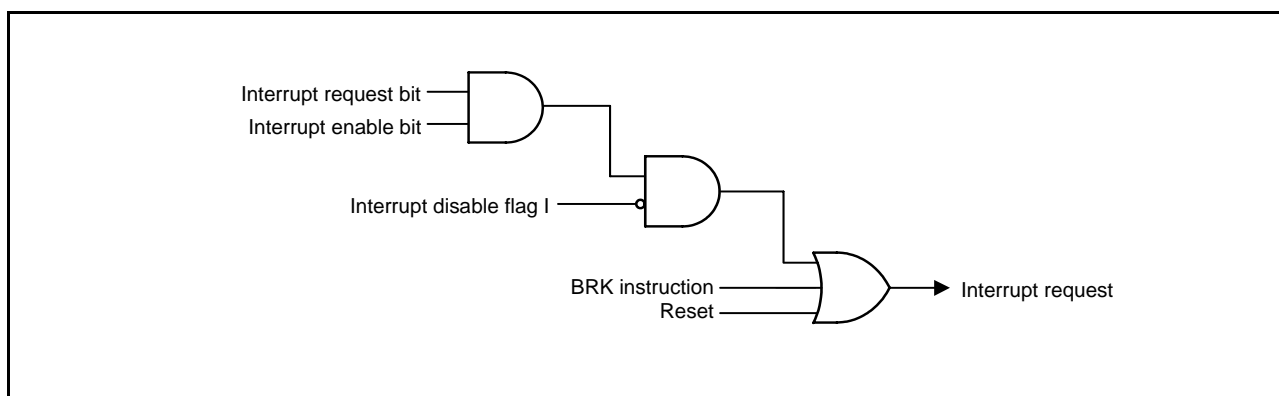 Interrupt request bit
Interrupt enable bit
Interrupt disable flag I
BRK instruction
Reset
Interrupt request